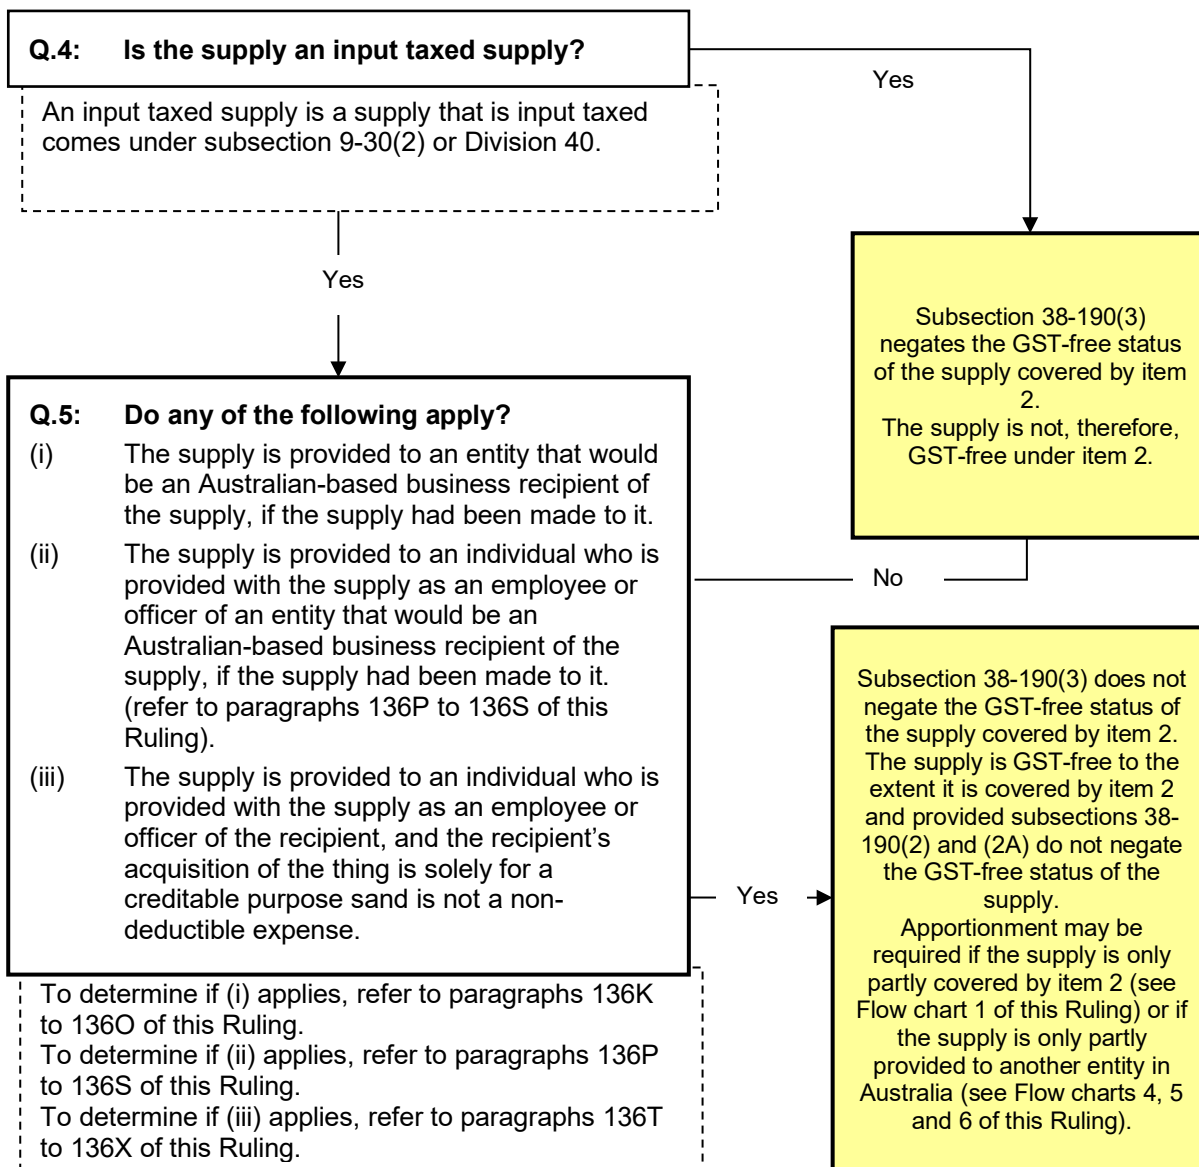 Q.4: Is the supply an input taxed supply?
Yes
An input taxed supply is a supply that is input taxed
comes under subsection 9-30(2) or Division 40.
Yes
Subsection 38-190(3)
negates the GST-free status
of the supply covered by item
2.
The supply is not, therefore,
GST-free under item 2.
Q.5: Do any of the following apply?
(i) The supply is provided to an entity that would
be an Australian-based business recipient of
the supply, if the supply had been made to it.
(ii) The supply is provided to an individual who is
provided with the supply as an employee or
officer of an entity that would be an
Australian-based business recipient of the
supply, if the supply had been made to it.
(refer to paragraphs 136P to 136S of this
Ruling).
(iii) The supply is provided to an individual who is
provided with the supply as an employee or
officer of the recipient, and the recipient’s
acquisition of the thing is solely for a
creditable purpose sand is not a non-
deductible expense.
No
Yes
Subsection 38-190(3) does not
negate the GST-free status of
the supply covered by item 2.
The supply is GST-free to the
extent it is covered by item 2
and provided subsections 38-
190(2) and (2A) do not negate
the GST-free status of the
supply.
Apportionment may be
required if the supply is only
partly covered by item 2 (see
Flow chart 1 of this Ruling) or if
the supply is only partly
provided to another entity in
Australia (see Flow charts 4, 5
and 6 of this Ruling).
To determine if (i) applies, refer to paragraphs 136K
to 136O of this Ruling.
To determine if (ii) applies, refer to paragraphs 136P
to 136S of this Ruling.
To determine if (iii) applies, refer to paragraphs 136T
to 136X of this Ruling.